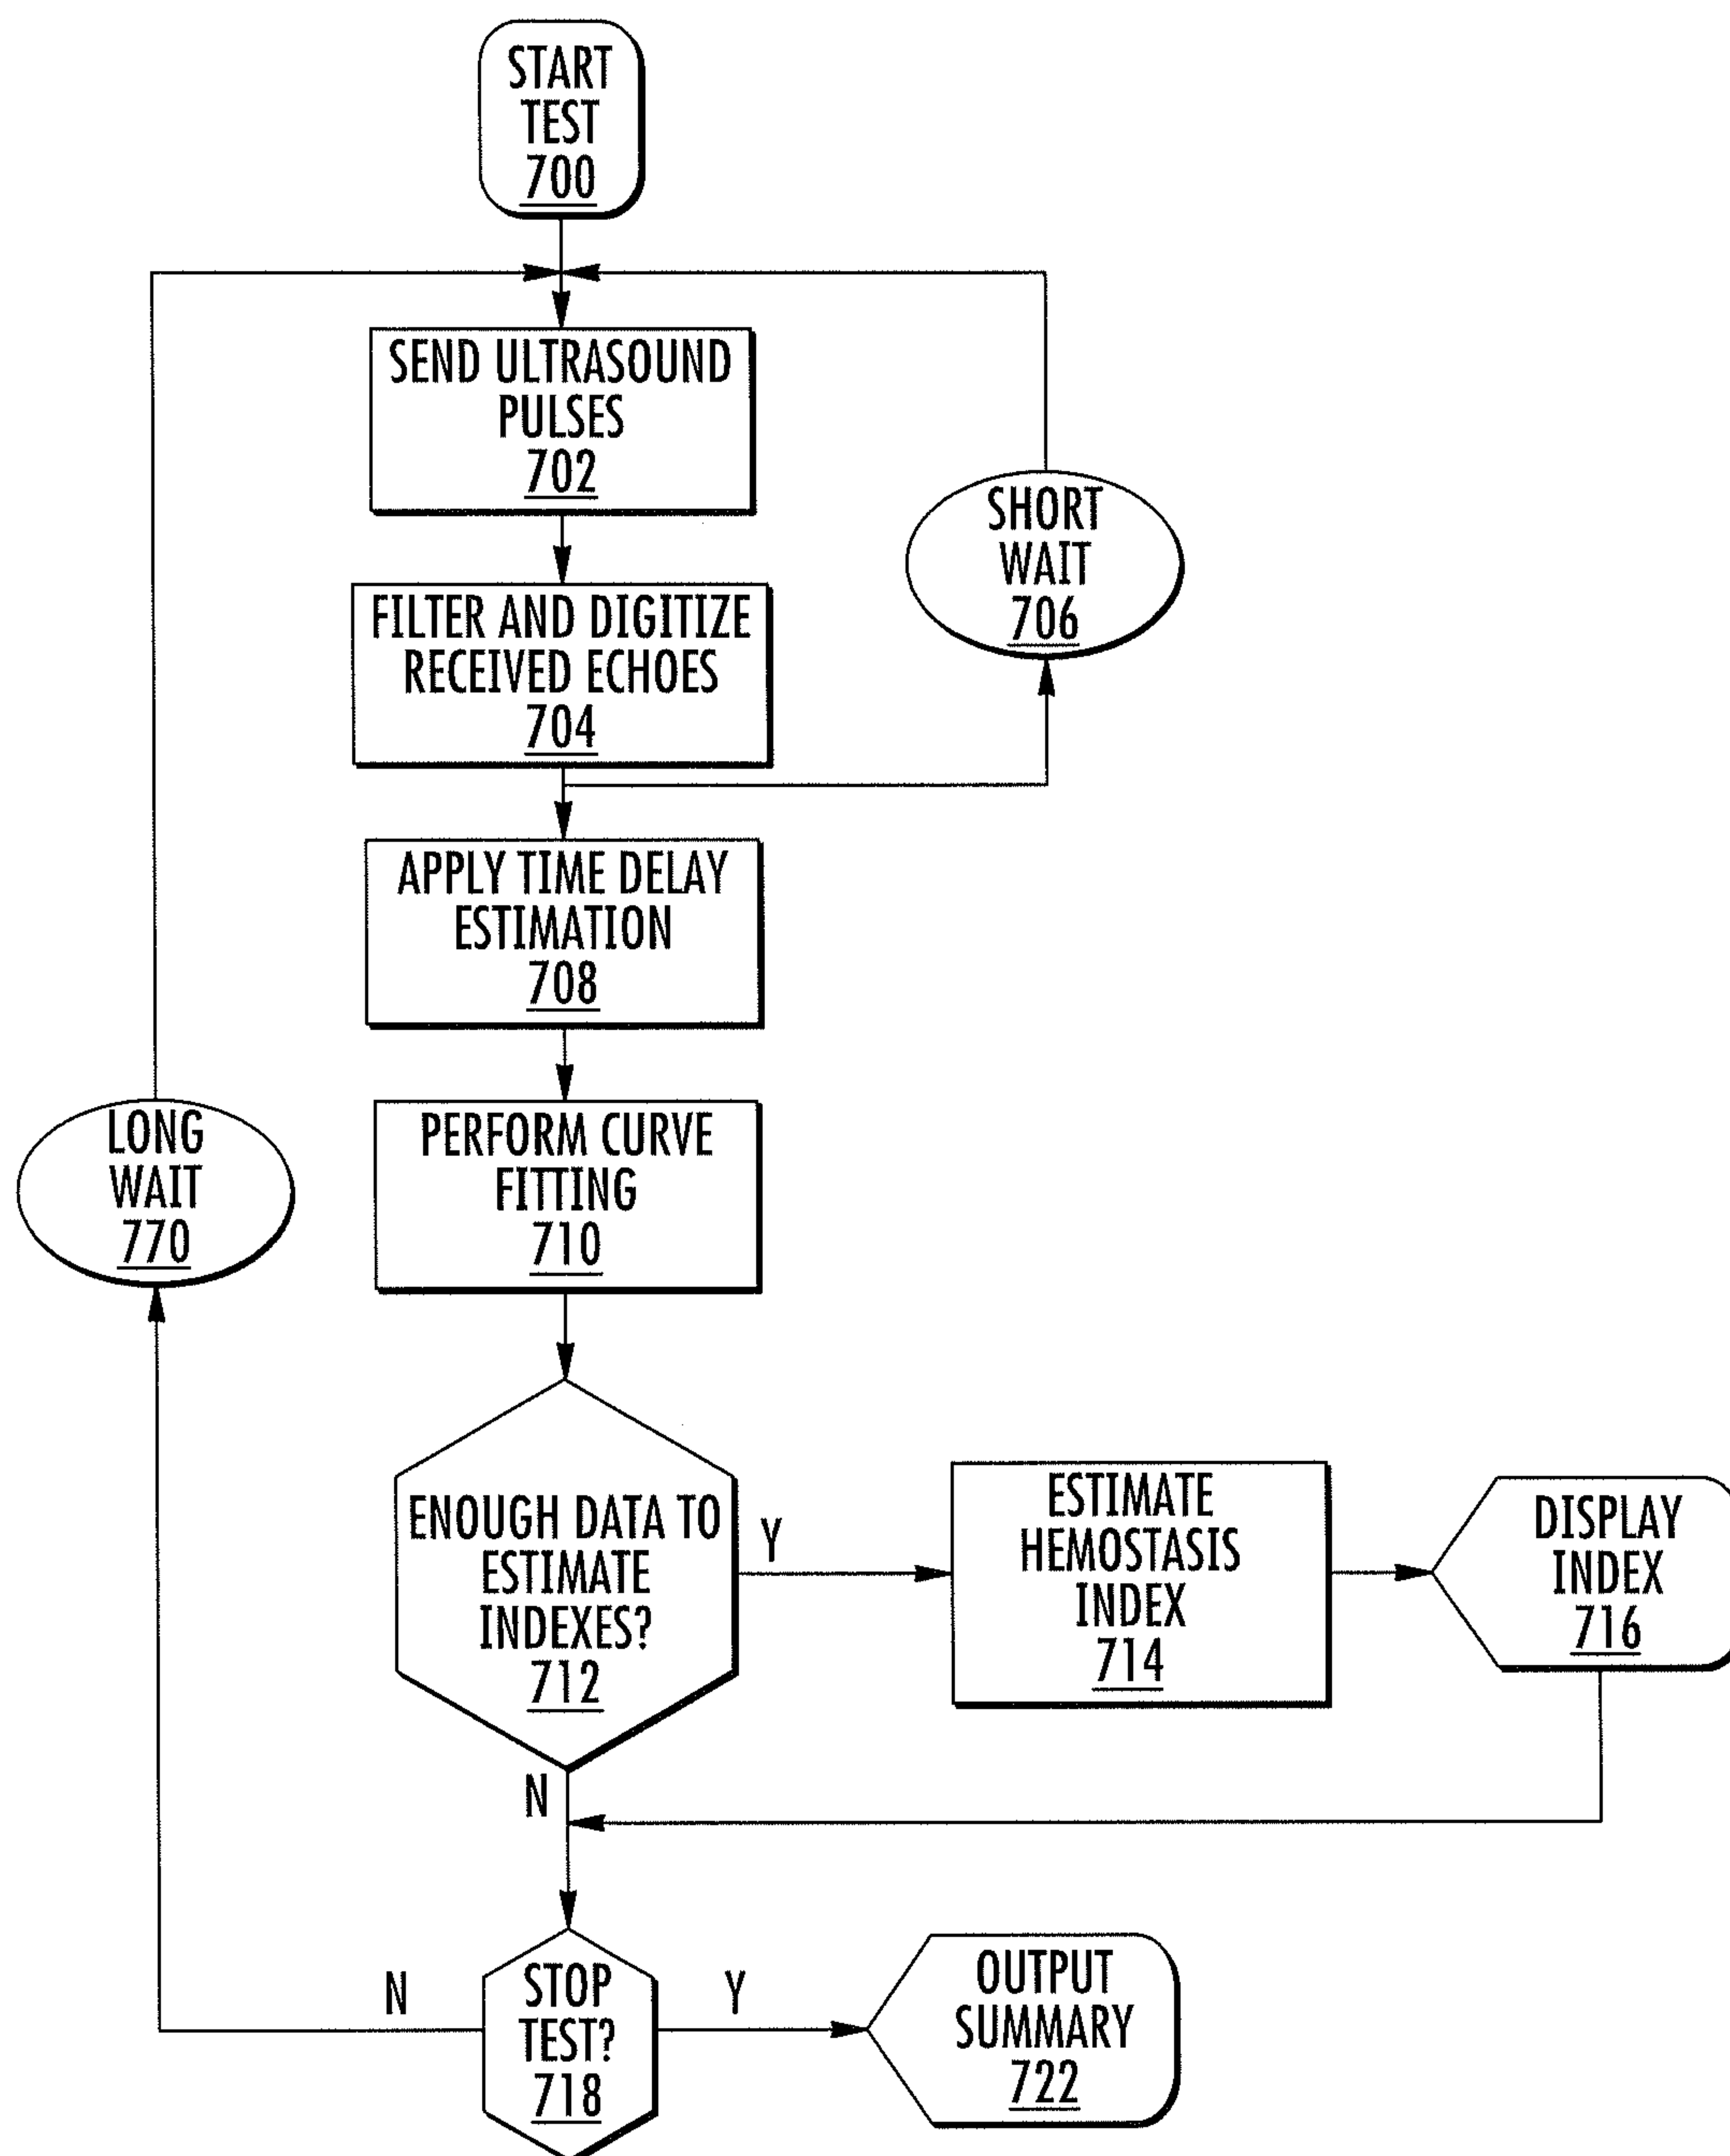 START
TEST
700
SEND ULTRASOUND
PULSES
702
SHORT
WAIT
706
FILTER AND DIGITIZE
RECEIVED ECHOES
704
APPLY TIME DELAY
ESTIMATION
708
LONG
WAIT
770
PERFORM CURVE
FITTING
710
ENOUGH DATA TO
ESTIMATE
INDEXES?
712
Y
ESTIMATE
HEMOSTASIS
INDEX
714
DISPLAY
INDEX
716
N
N
STOP
TEST?
718
Y
OUTPUT
SUMMARY
722